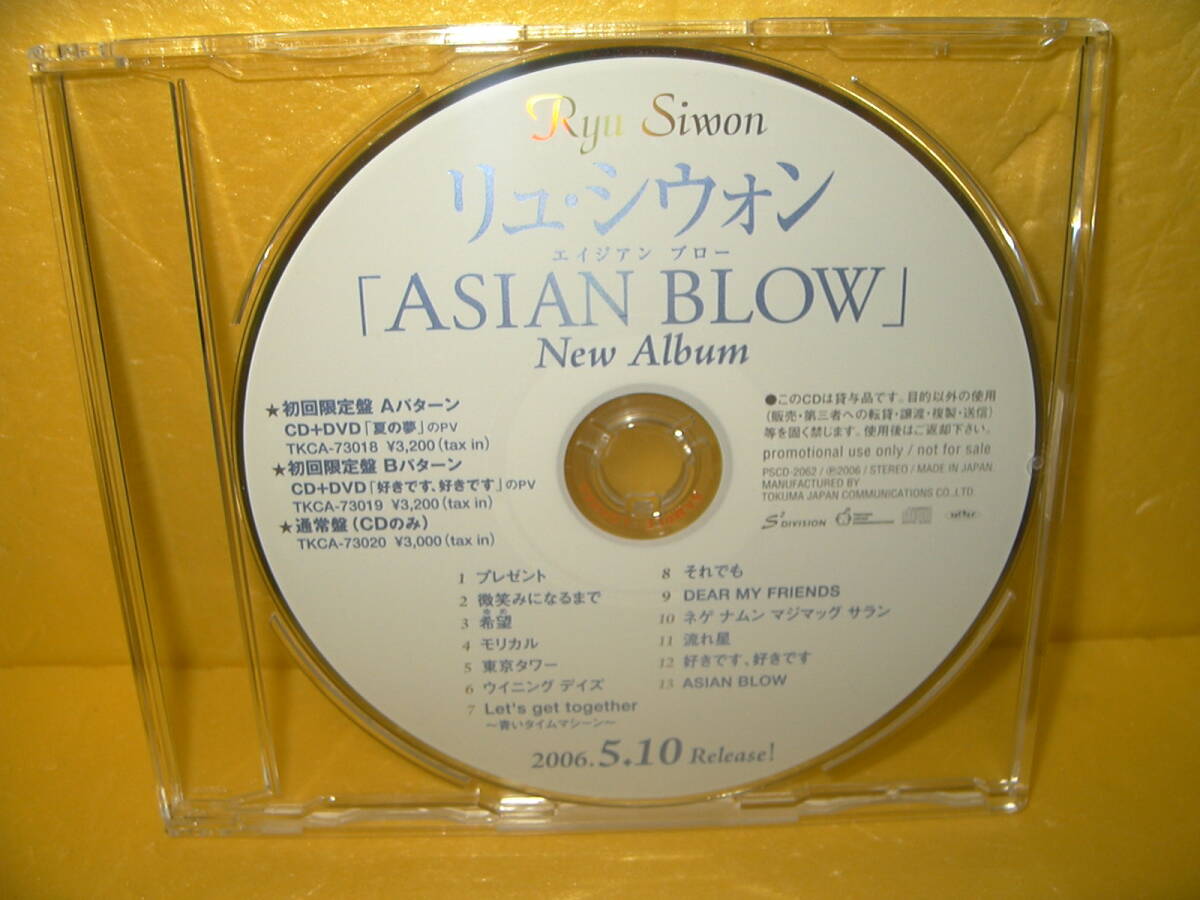 Ryu Siwon
リュ・シウォン
エイジアン ブロー
「ASIAN BLOW」
New Album
★初回限定盤 Aパターン
CD+DVD「夏の夢」のPV
TKCA-73018 ¥3,200(tax in)
★初回限定盤 Bパターン
CD+DVD「好きです、好きです」のPV
TKCA-73019 ¥3,200(tax in)
★通常盤(CDのみ)
TKCA-73020 ¥3,000(tax in)
●このCDは貸与品です。目的以外の使用
(販売・第三者への転貸・譲渡・複製・送信)
等を固く禁じます。使用後はご返却下さい。
promotional use only / not for sale
PSCD-2062 / ℗2006 / STEREO / MADE IN JAPAN.
MANUFACTURED BY
TOKUMA JAPAN COMMUNICATIONS CO.,LTD.
S² DIVISION
1 プレゼント
2 微笑みになるまで
ゆめ
3 希望
4 モリカル
5 東京タワー
6 ウイニング デイズ
7 Let's get together
〜青いタイムマシーン〜
8 それでも
9 DEAR MY FRIENDS
10 ネゲ ナムン マジマッグ サラン
11 流れ星
12 好きです、好きです
13 ASIAN BLOW
2006.5.10 Release!